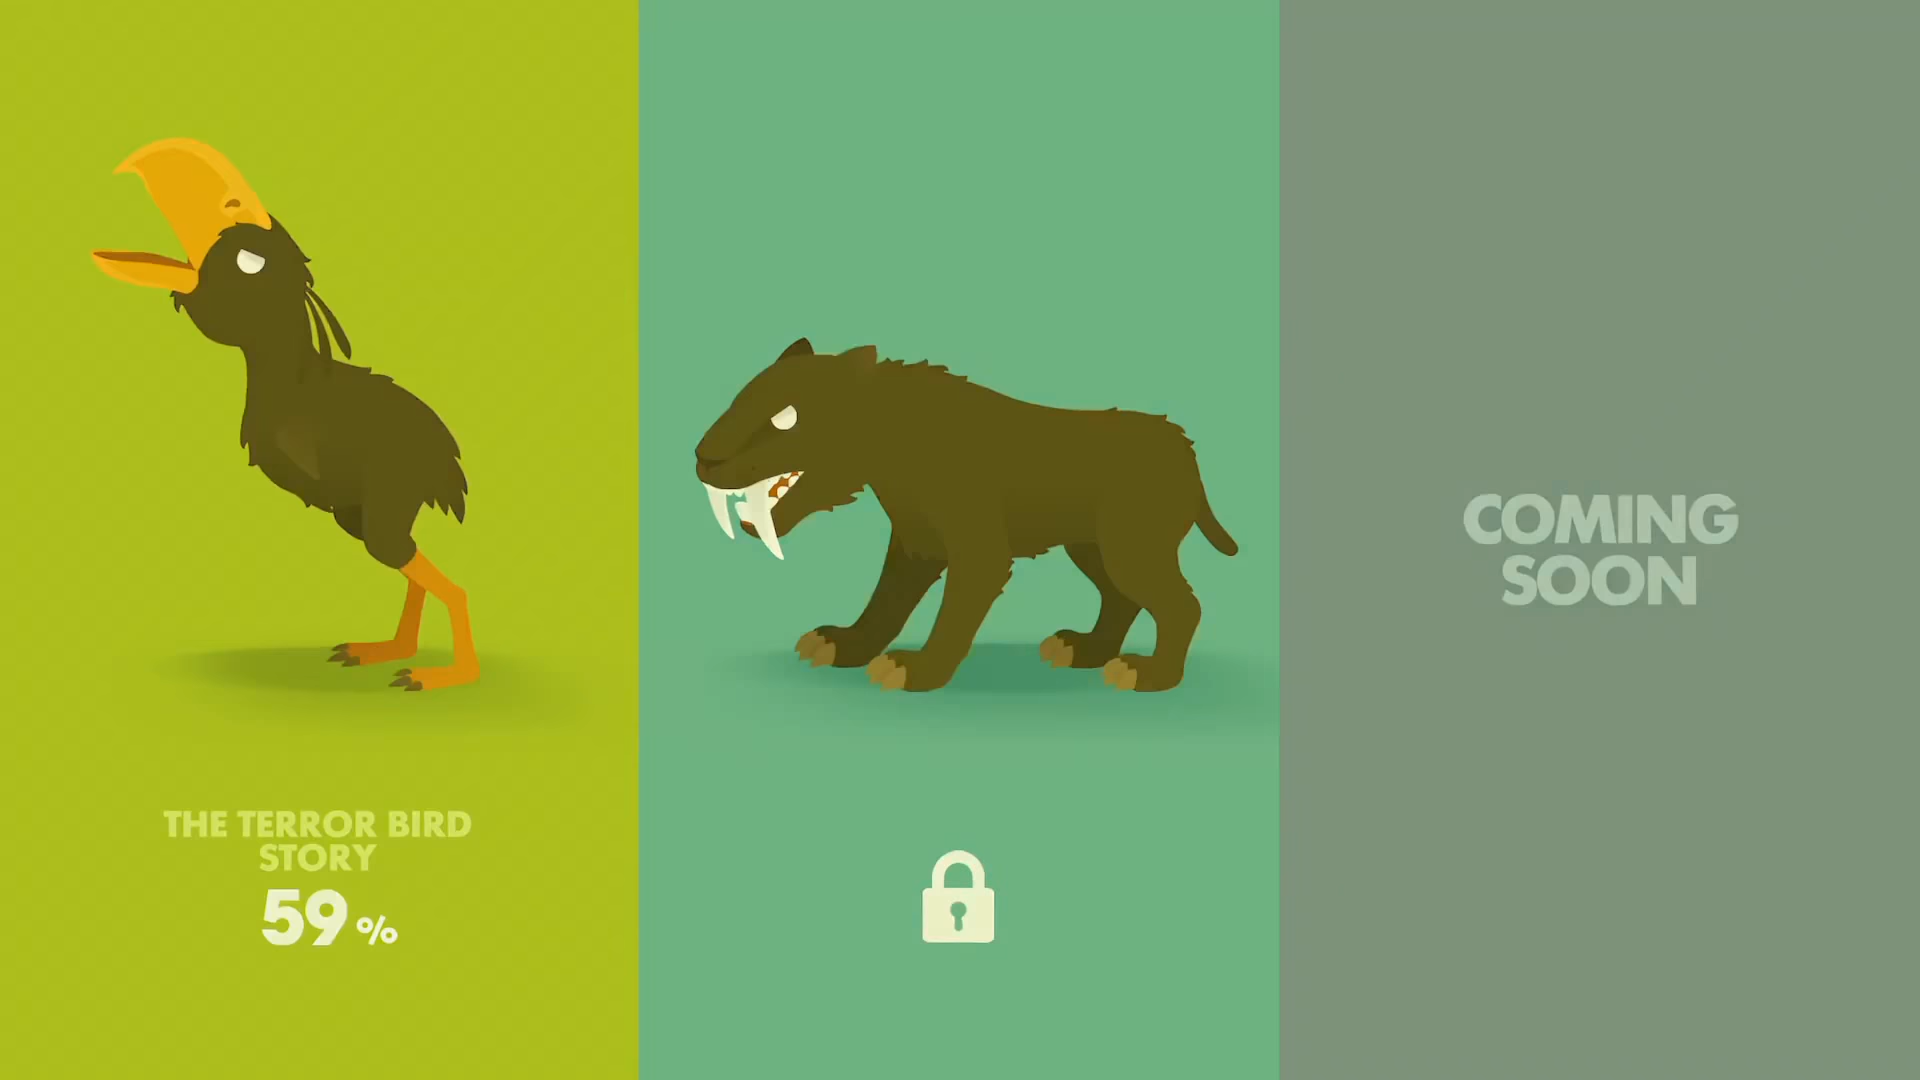 THE TERROR BIRD
STORY
59 %
COMING
SOON